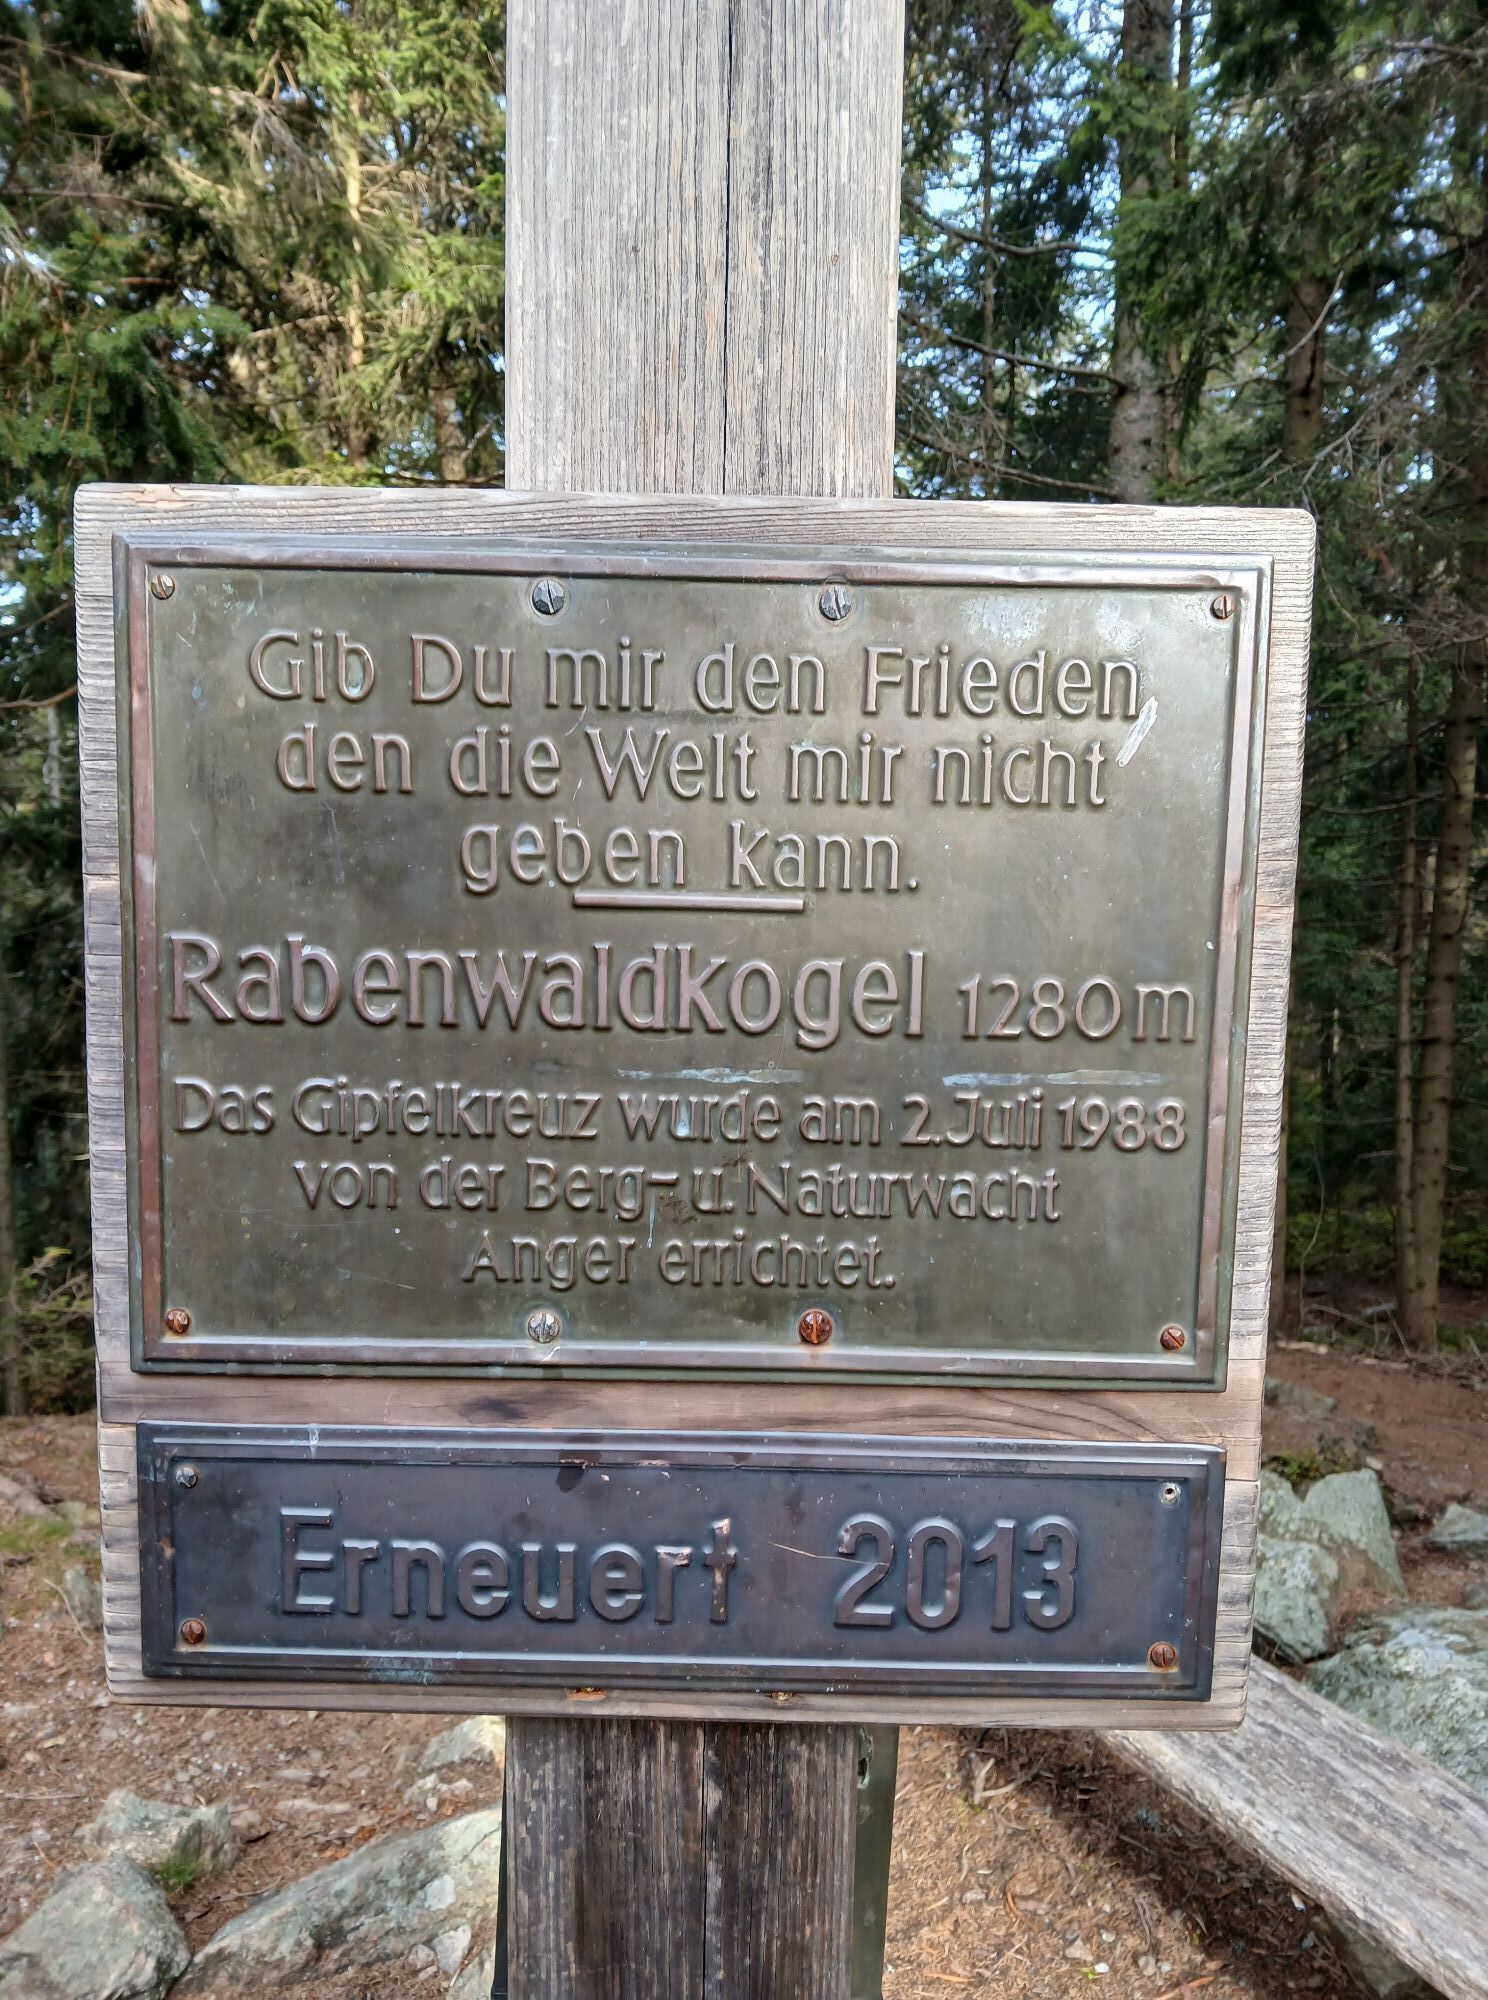 Gib Du mir den Frieden,
den die Welt mir nicht
geben kann.
Rabenwaldkogel 1280m
Das Gipfelkreuz wurde am 2. Juli 1988
von der Berg- u. Naturwacht
Anger errichtet.
Erneuert 2013